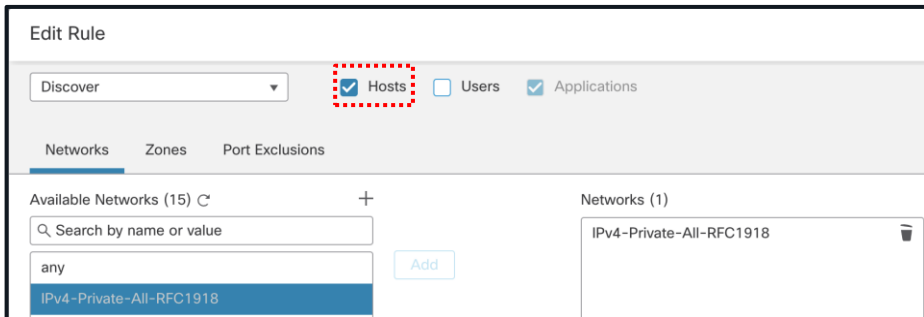 Edit Rule
Discover
Hosts
Users
Applications
Networks
Zones
Port Exclusions
Available Networks (15)
Networks (1)
Search by name or value
IPv4-Private-All-RFC1918
any
Add
IPv4-Private-All-RFC1918